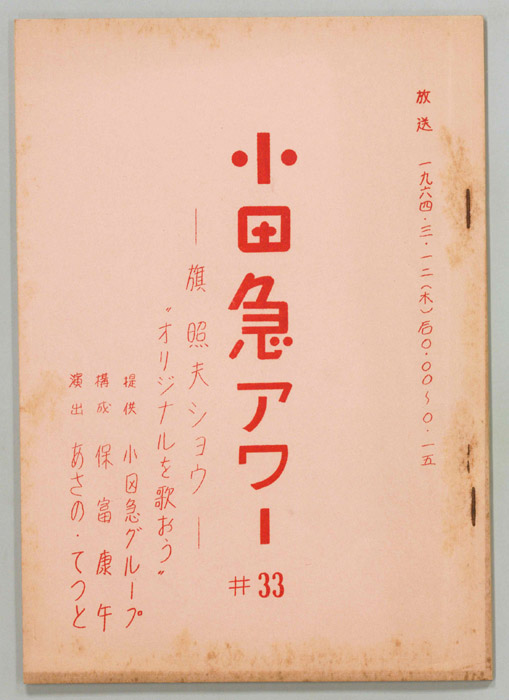 放送 一九六四・三・一二(木)后0・00〜0・一五
小田急アワー
#33
―旗照夫ショウ―
"オリジナルを歌おう"
提供 小田急グループ
構成 保富康午
演出 あさの・てつと